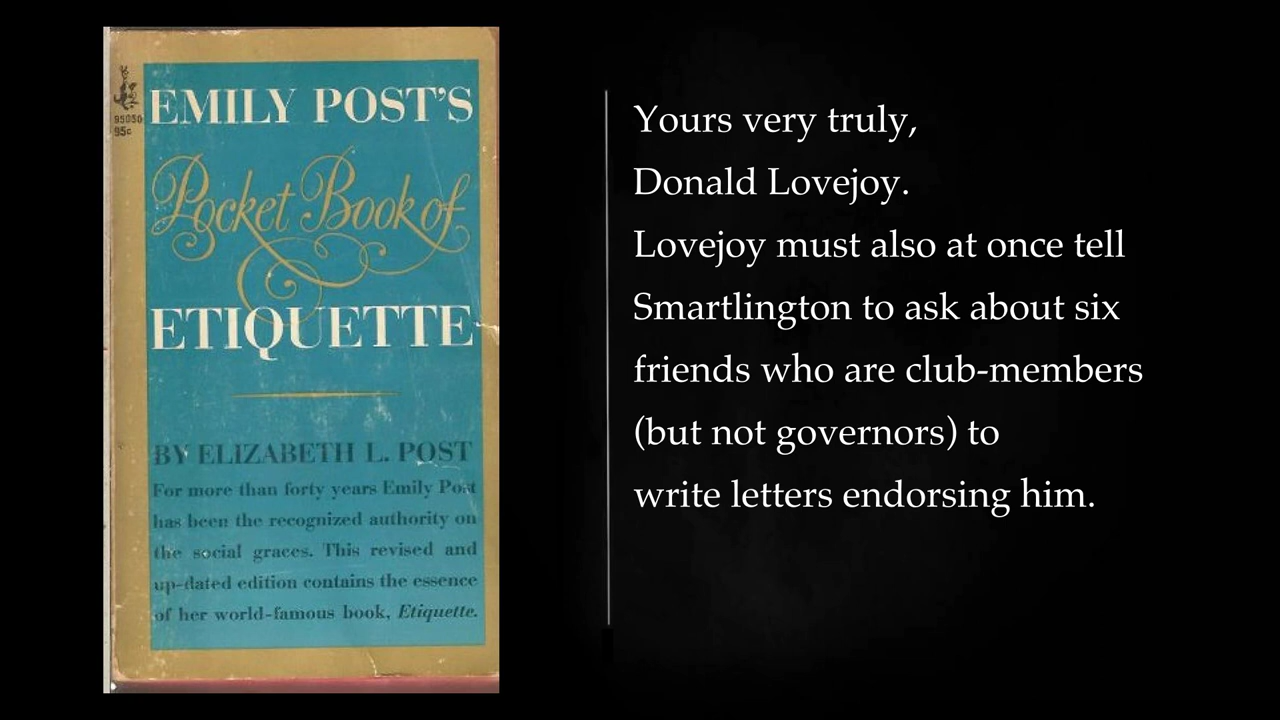 95050
95c
EMILY POST'S
Pocket Book of
ETIQUETTE
BY ELIZABETH L. POST
For more than forty years Emily Post
has been the recognized authority on
the social graces. This revised and
up-dated edition contains the essence
of her world-famous book, Etiquette.
Yours very truly,
Donald Lovejoy.
Lovejoy must also at once tell
Smartlington to ask about six
friends who are club-members
(but not governors) to
write letters endorsing him.